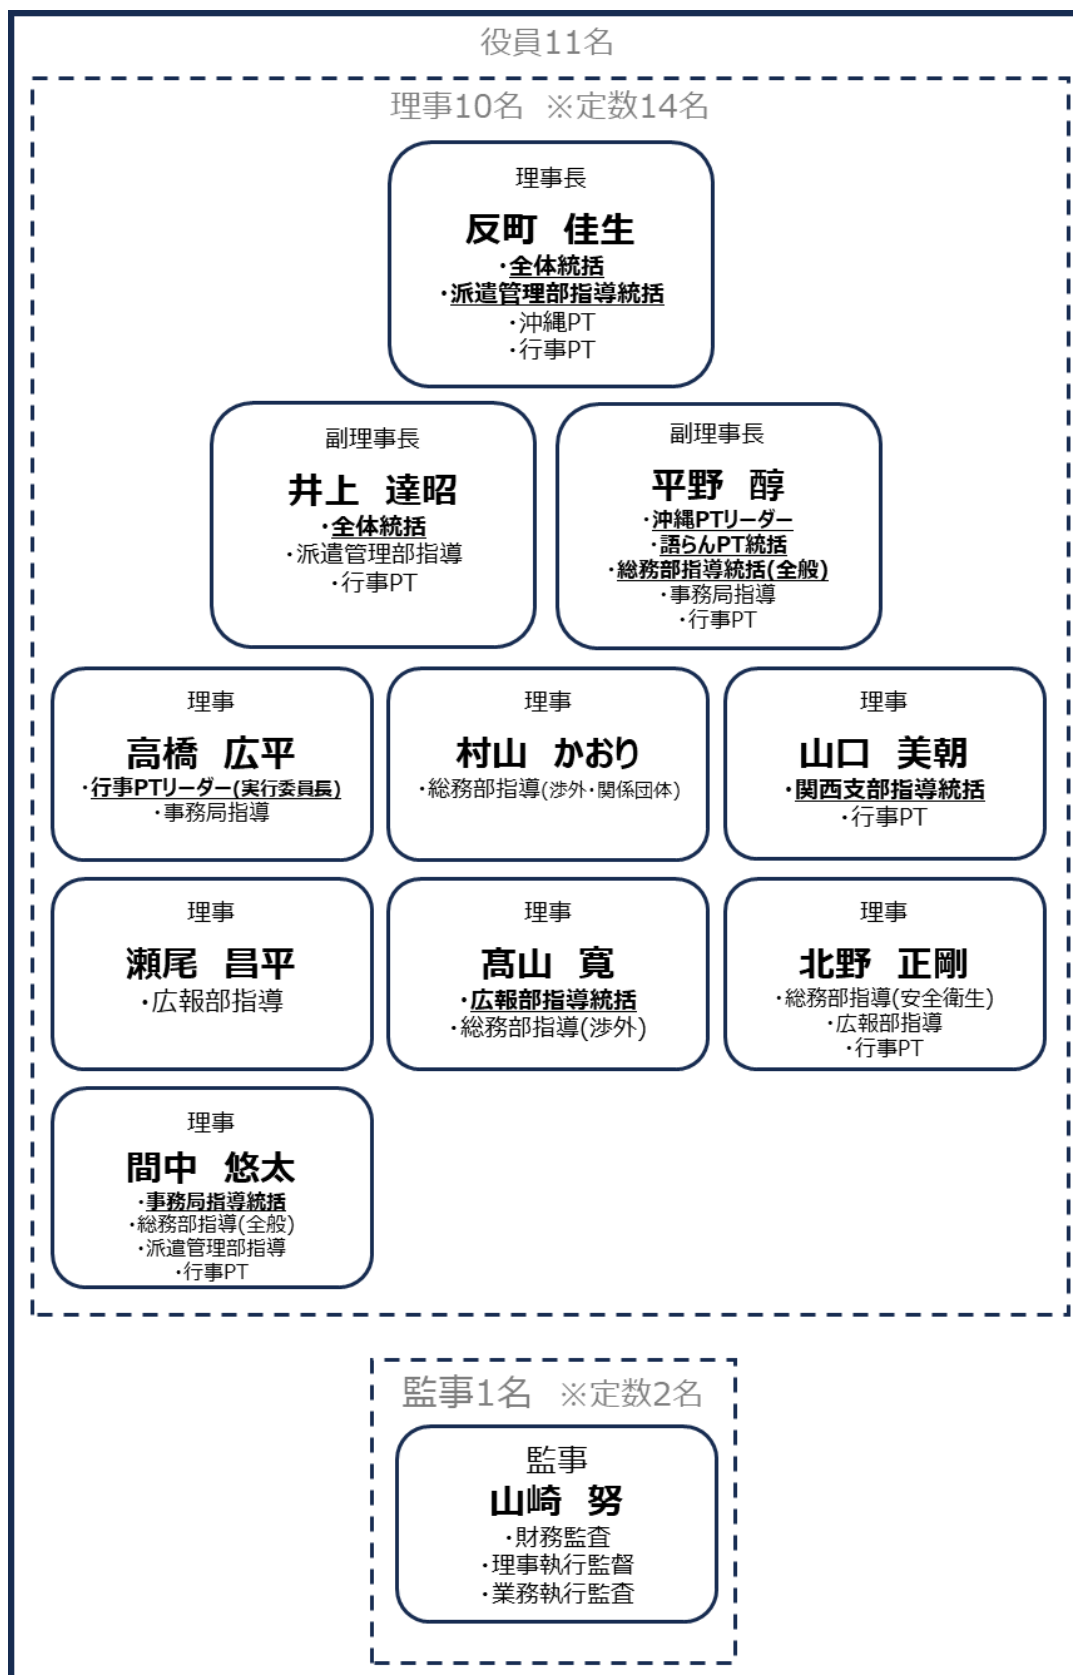 役員11名
理事10名 ※定数14名
理事長
反町 佳生
・全体統括
・派遣管理部指導統括
・沖縄PT
・行事PT
副理事長
井上 達昭
・全体統括
・派遣管理部指導
・行事PT
副理事長
平野 醇
・沖縄PTリーダー
・語らんPT統括
・総務部指導統括(全般)
・事務局指導
・行事PT
理事
高橋 広平
・行事PTリーダー(実行委員長)
・事務局指導
理事
村山 かおり
・総務部指導(渉外・関係団体)
理事
山口 美朝
・関西支部指導統括
・行事PT
理事
瀬尾 昌平
・広報部指導
理事
髙山 寛
・広報部指導統括
・総務部指導(渉外)
理事
北野 正剛
・総務部指導(安全衛生)
・広報部指導
・行事PT
理事
間中 悠太
・事務局指導統括
・総務部指導(全般)
・派遣管理部指導
・行事PT
監事1名 ※定数2名
監事
山崎 努
・財務監査
・理事執行監督
・業務執行監査